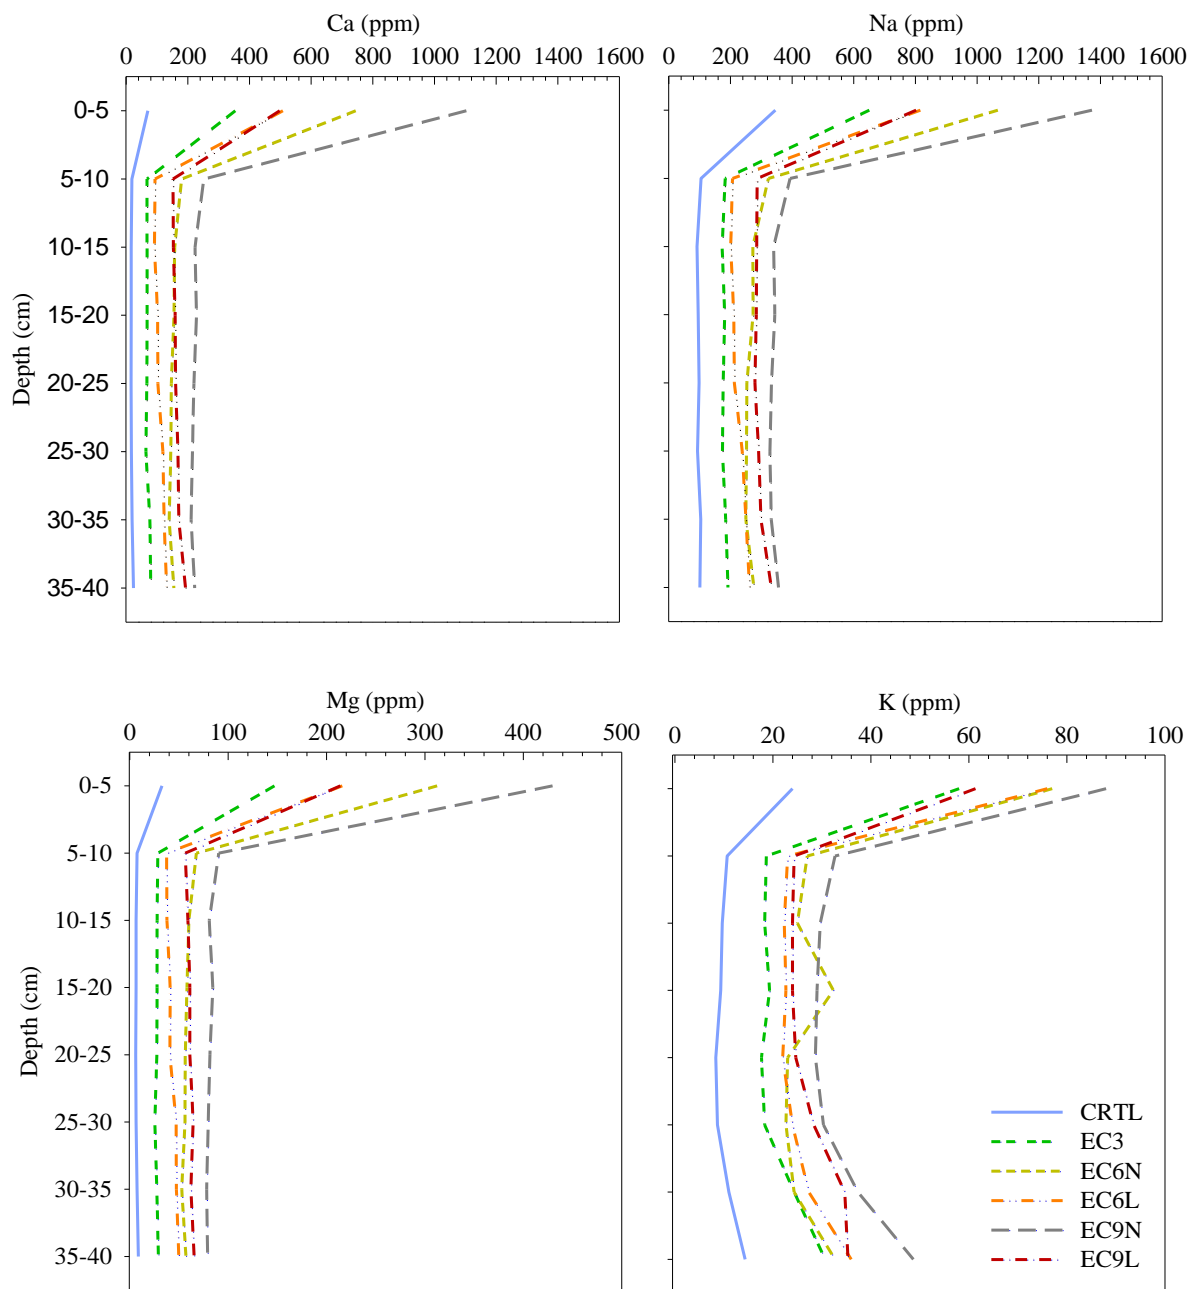 Ca (ppm)
0 200 400 600 800 1000 1200 1400 1600
Na (ppm)
0 200 400 600 800 1000 1200 1400 1600
Depth (cm)
0-5
5-10
10-15
15-20
20-25
25-30
30-35
35-40
Mg (ppm)
0 100 200 300 400 500
K (ppm)
0 20 40 60 80 100
Depth (cm)
0-5
5-10
10-15
15-20
20-25
25-30
30-35
35-40
CRTL
EC3
EC6N
EC6L
EC9N
EC9L